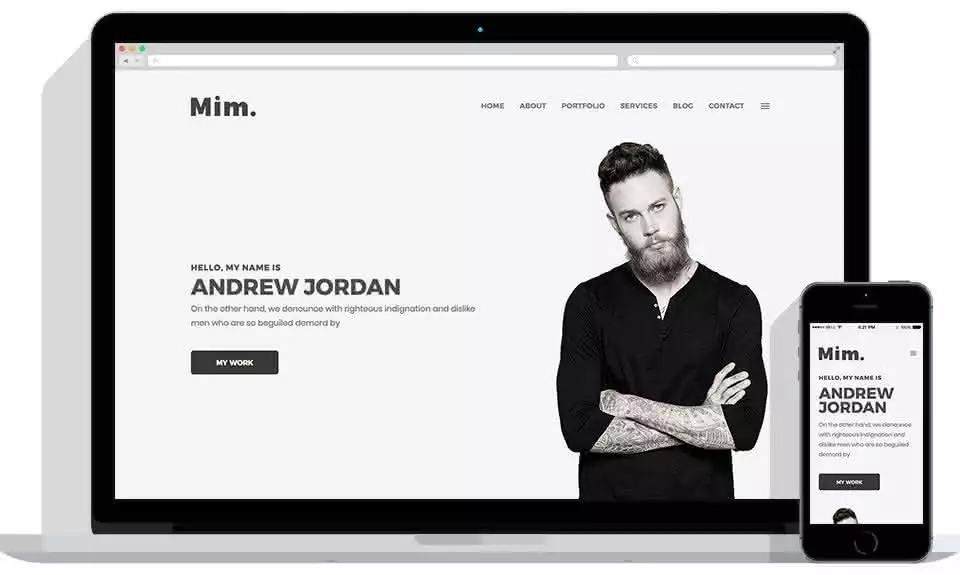 Mim.
HOME ABOUT PORTFOLIO SERVICES BLOG CONTACT
HELLO, MY NAME IS
ANDREW JORDAN
On the other hand, we denounce with righteous indignation and dislike
men who are so beguiled demord by
MY WORK
4:21 PM
100%
Mim.
HELLO, MY NAME IS
ANDREW
JORDAN
On the other hand, we denounce
with righteous indignation and
dislike men who are so beguiled
demord by
MY WORK